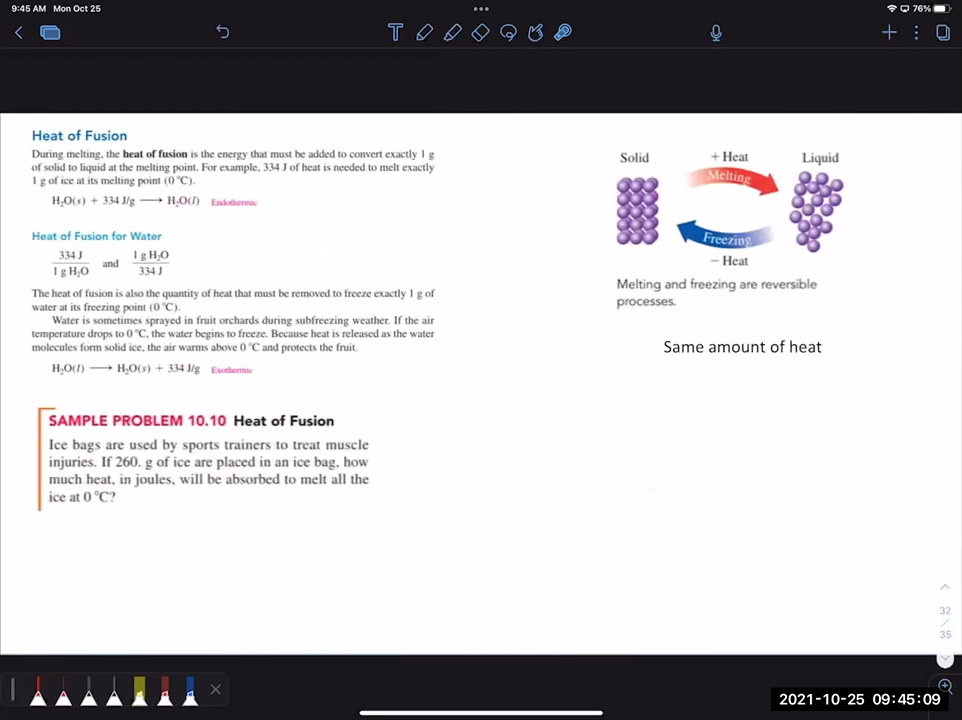 9:45 AM Mon Oct 25
76%
T
Heat of Fusion
During melting, the heat of fusion is the energy that must be added to convert exactly 1 g
of solid to liquid at the melting point. For example, 334 J of heat is needed to melt exactly
1 g of ice at its melting point (0 °C).
H₂O(s) + 334 J/g ⟶ H₂O(l) Endothermic
Heat of Fusion for Water
334 J / 1 g H₂O and 1 g H₂O / 334 J
The heat of fusion is also the quantity of heat that must be removed to freeze exactly 1 g of
water at its freezing point (0 °C).
Water is sometimes sprayed in fruit orchards during subfreezing weather. If the air
temperature drops to 0 °C, the water begins to freeze. Because heat is released as the water
molecules form solid ice, the air warms above 0 °C and protects the fruit.
H₂O(l) ⟶ H₂O(s) + 334 J/g Exothermic
SAMPLE PROBLEM 10.10 Heat of Fusion
Ice bags are used by sports trainers to treat muscle
injuries. If 260. g of ice are placed in an ice bag, how
much heat, in joules, will be absorbed to melt all the
ice at 0 °C?
Solid + Heat Liquid
Melting
Freezing
− Heat
Melting and freezing are reversible
processes.
Same amount of heat
32
/
35
2021-10-25 09:45:09